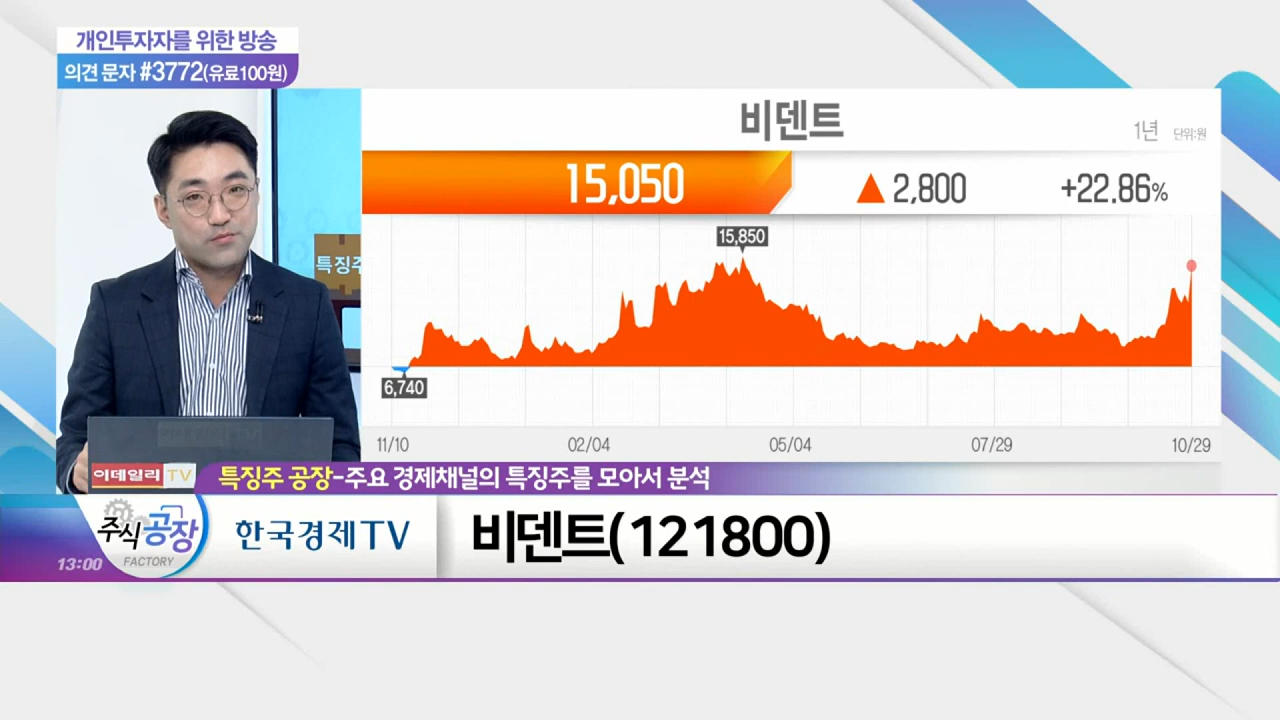 개인투자자를 위한 방송
의견 문자 #3772(유료100원)
비덴트
1년 단위:원
15,050 ▲ 2,800 +22.86%
특징주
15,850
6,740
11/10 02/04 05/04 07/29 10/29
이데일리 TV
특징주 공장-주요 경제채널의 특징주를 모아서 분석
주식공장
FACTORY
13:00
한국경제TV
비덴트(121800)